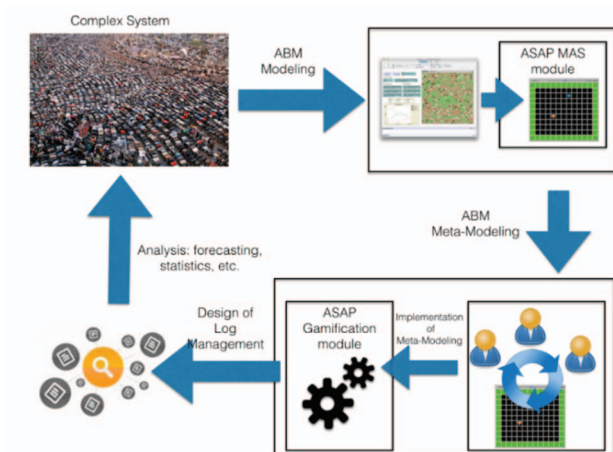 Complex System
ABM
Modeling
ASAP MAS
module
ABM
Meta-Modeling
Analysis: forecasting,
statistics, etc.
Design of
Log
Management
ASAP
Gamification
module
Implementation
of
Meta-Modeling